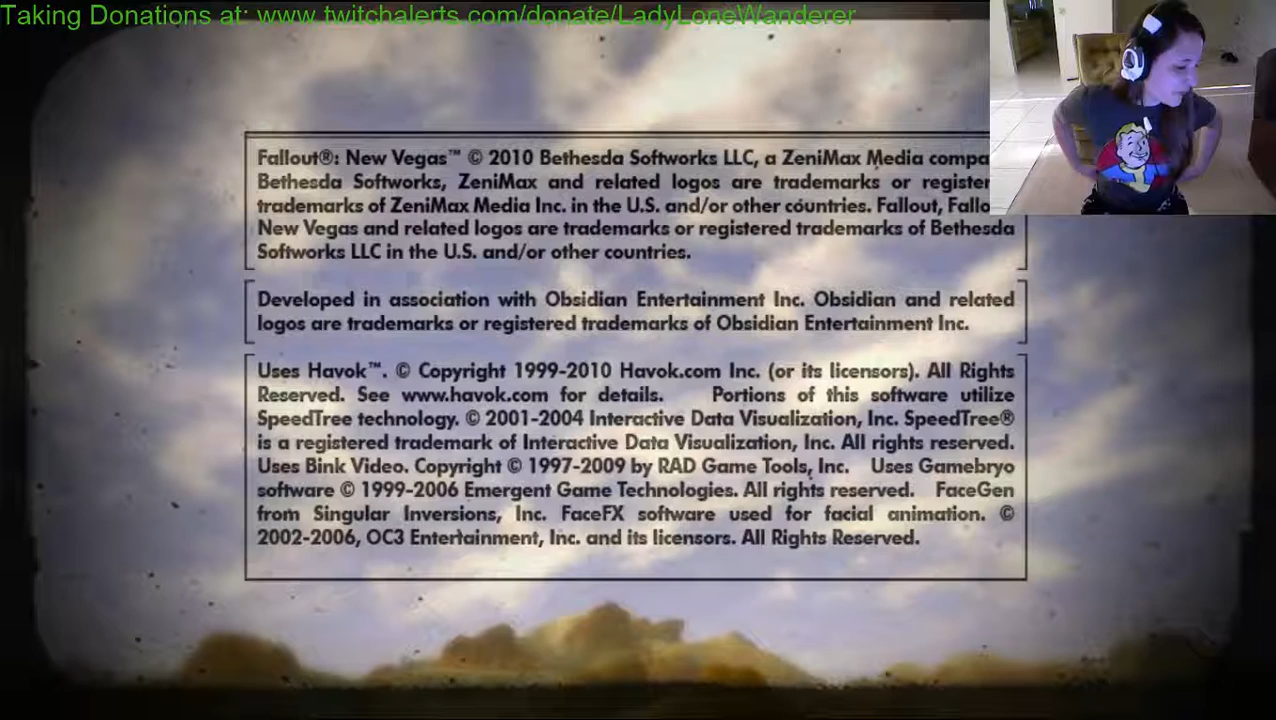 Taking Donations at: www.twitchalerts.com/donate/LadyLoneWanderer
Fallout®: New Vegas™ © 2010 Bethesda Softworks LLC, a ZeniMax Media
Bethesda Softworks, ZeniMax and related logos are trademarks or
trademarks of ZeniMax Media Inc. in the U.S. and/or other countries. Fallout,
New Vegas and related logos are trademarks or registered trademarks of Bethesda
Softworks LLC in the U.S. and/or other countries.
Developed in association with Obsidian Entertainment Inc. Obsidian and related
logos are trademarks or registered trademarks of Obsidian Entertainment Inc.
Uses Havok™. © Copyright 1999-2010 Havok.com Inc. (or its licensors). All Rights
Reserved. See www.havok.com for details. Portions of this software utilize
SpeedTree technology. © 2001-2004 Interactive Data Visualization, Inc. SpeedTree®
is a registered trademark of Interactive Data Visualization, Inc. All rights reserved.
Uses Bink Video. Copyright © 1997-2009 by RAD Game Tools, Inc. Uses Gamebryo
software © 1999-2006 Emergent Game Technologies. All rights reserved. FaceGen
from Singular Inversions, Inc. FaceFX software used for facial animation. ©
2002-2006, OC3 Entertainment, Inc. and its licensors. All Rights Reserved.